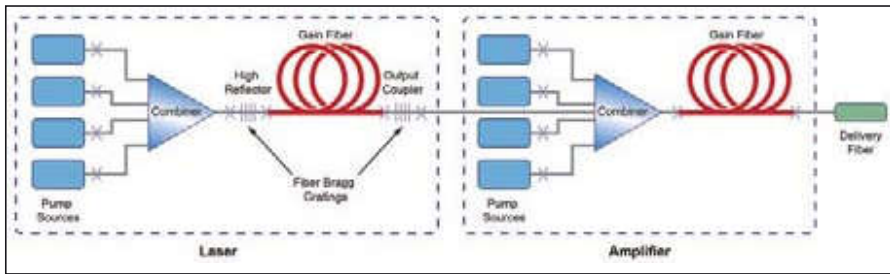 Gain Fiber
High
Reflector
Output
Coupler
Combiner
Fiber Bragg
Gratings
Pump
Sources
Laser
Gain Fiber
Combiner
Pump
Sources
Delivery
Fiber
Amplifier